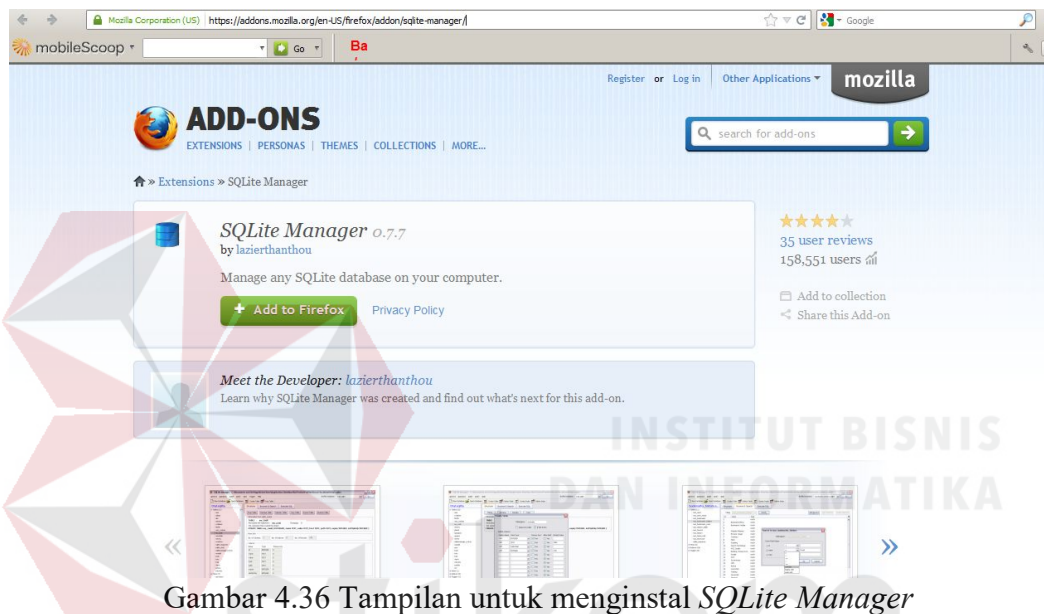 Mozilla Corporation (US) https://addons.mozilla.org/en-US/firefox/addon/sqlite-manager/ Google
mobileScoop Go Ba
Register or Log in Other Applications mozilla
ADD-ONS
EXTENSIONS | PERSONAS | THEMES | COLLECTIONS | MORE...
search for add-ons
» Extensions » SQLite Manager
SQLite Manager 0.7.7
by lazierthanthou
Manage any SQLite database on your computer.
+ Add to Firefox Privacy Policy
35 user reviews
158,551 users
Add to collection
Share this Add-on
Meet the Developer: lazierthanthou
Learn why SQLite Manager was created and find out what's next for this add-on.
INSTITUT BISNIS
DAN INFORMATIKA
Gambar 4.36 Tampilan untuk menginstal SQLite Manager